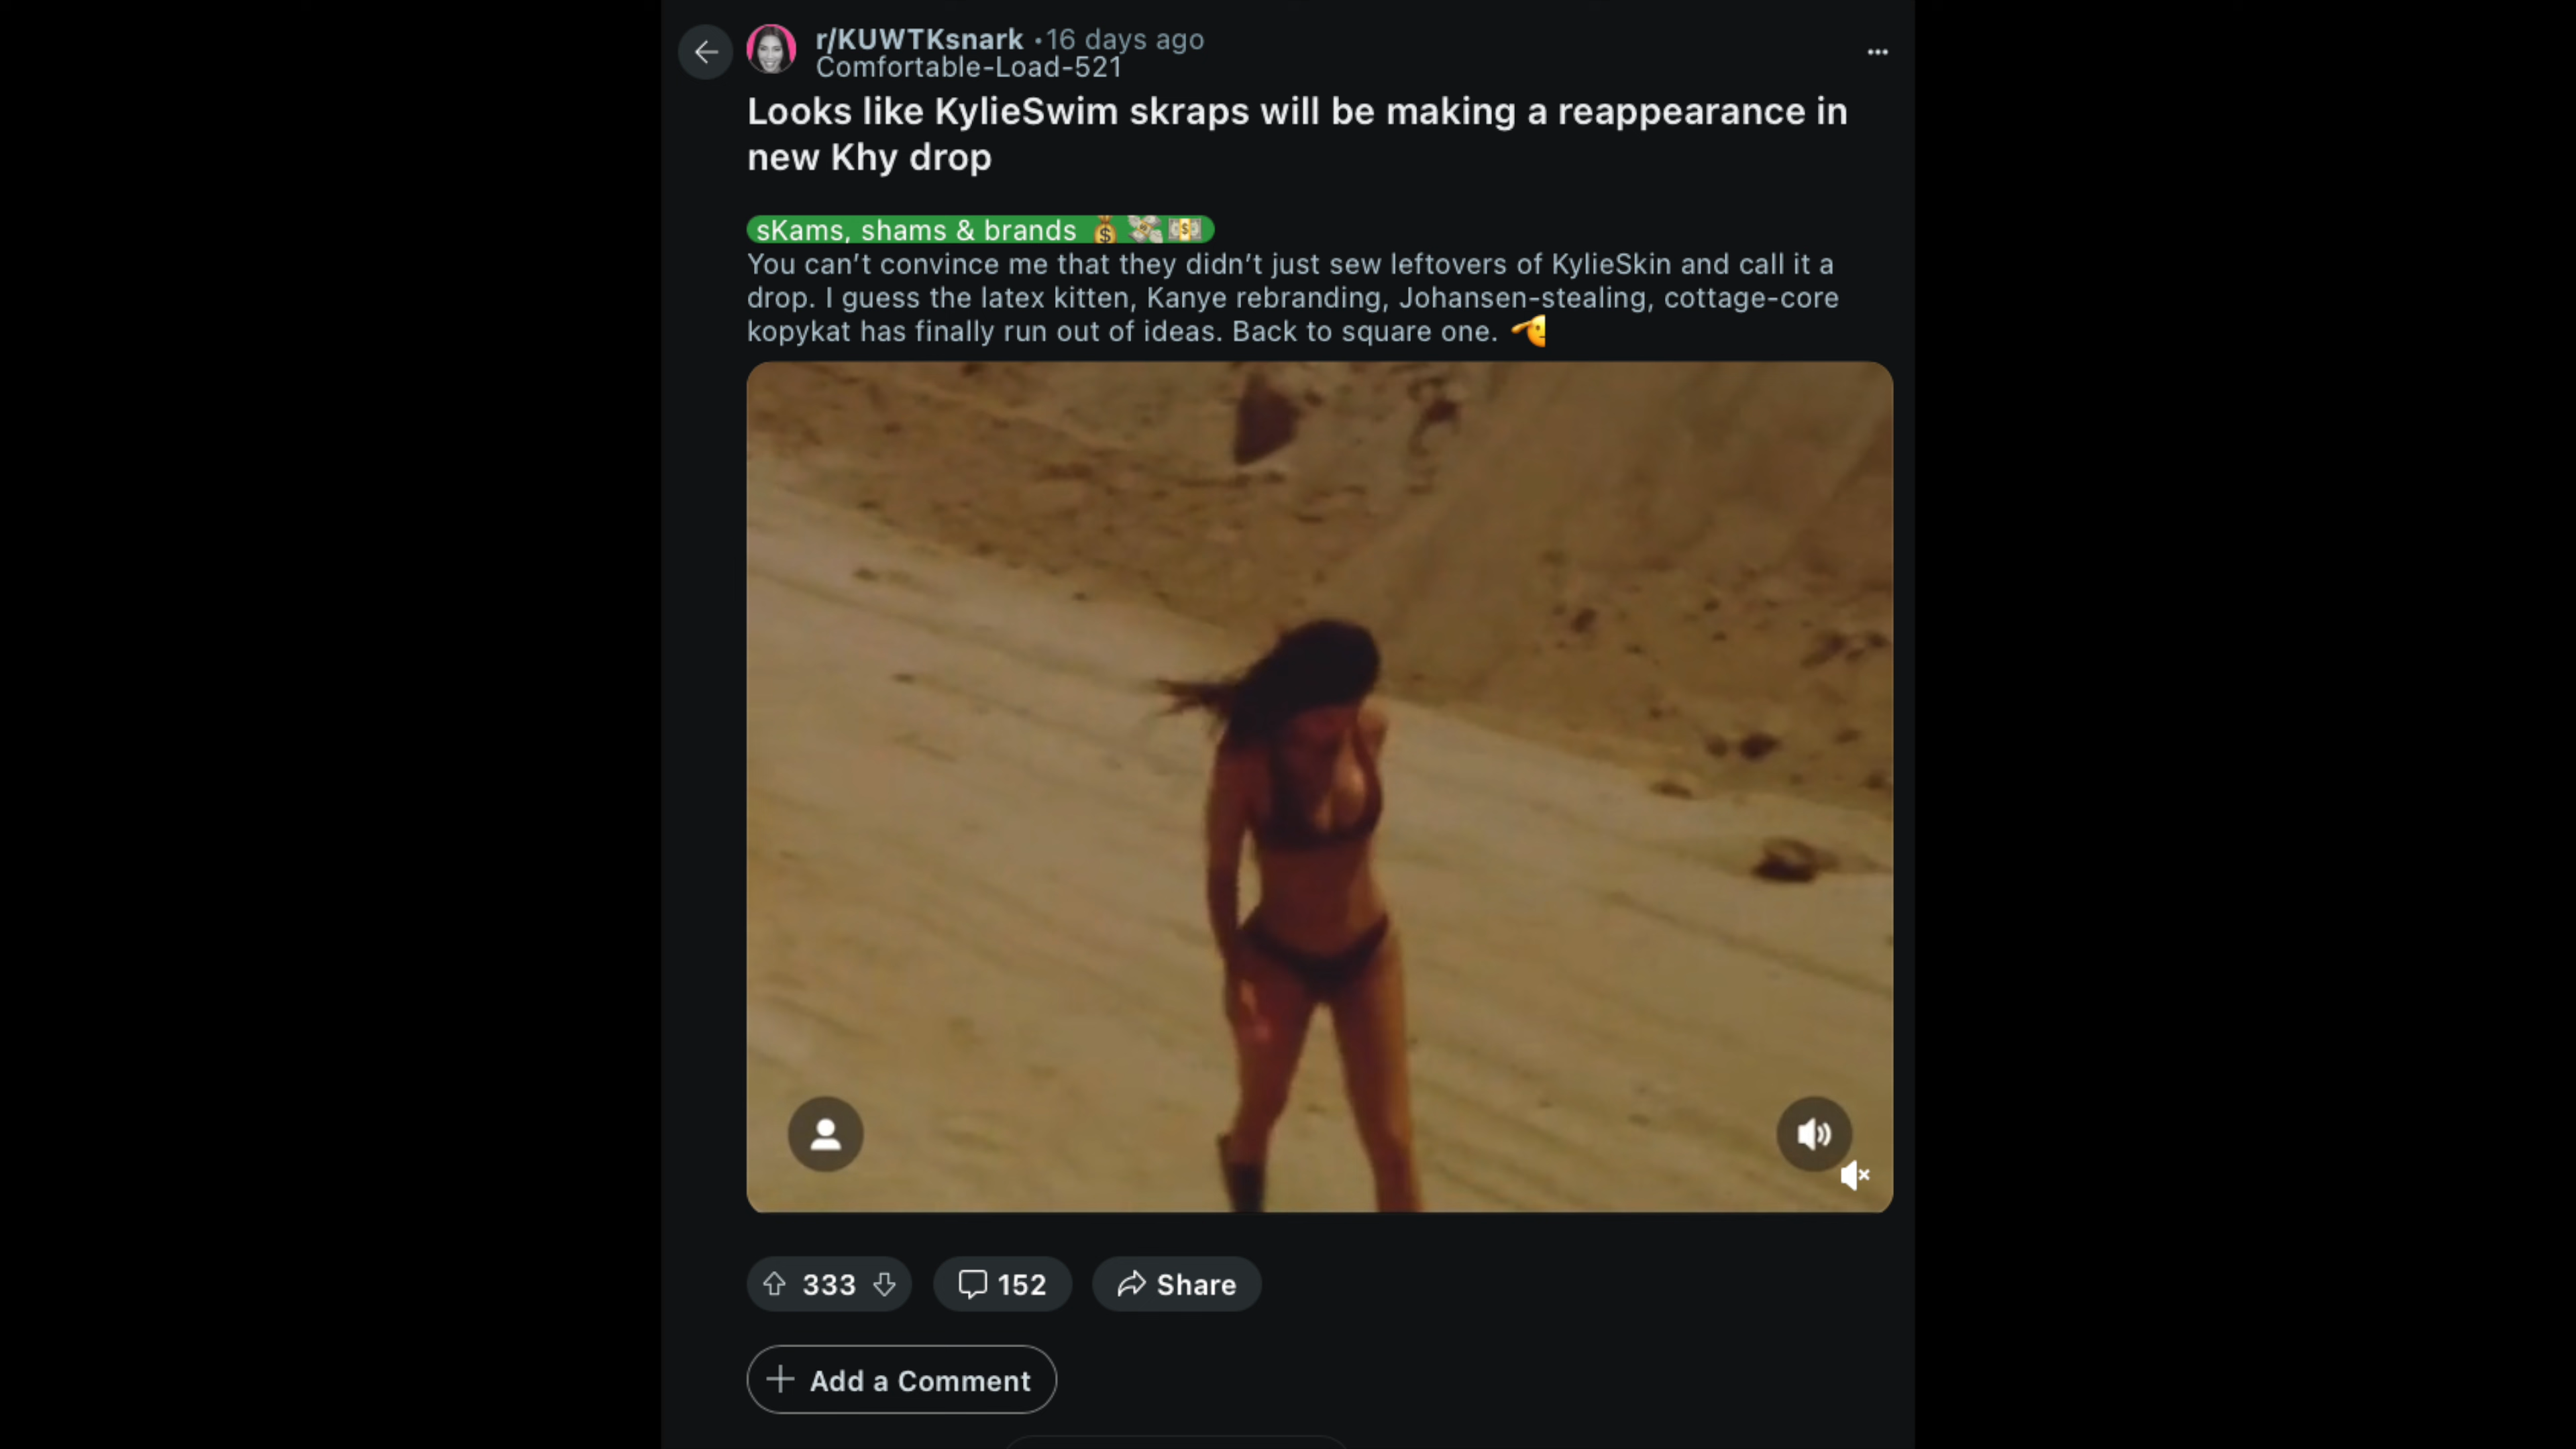 r/KUWTKsnark •16 days ago
Comfortable-Load-521
Looks like KylieSwim skraps will be making a reappearance in
new Khy drop
sKams, shams & brands 💰💸💵
You can’t convince me that they didn’t just sew leftovers of KylieSkin and call it a
drop. I guess the latex kitten, Kanye rebranding, Johansen-stealing, cottage-core
kopykat has finally run out of ideas. Back to square one. 🫡
333
152
Share
Add a Comment